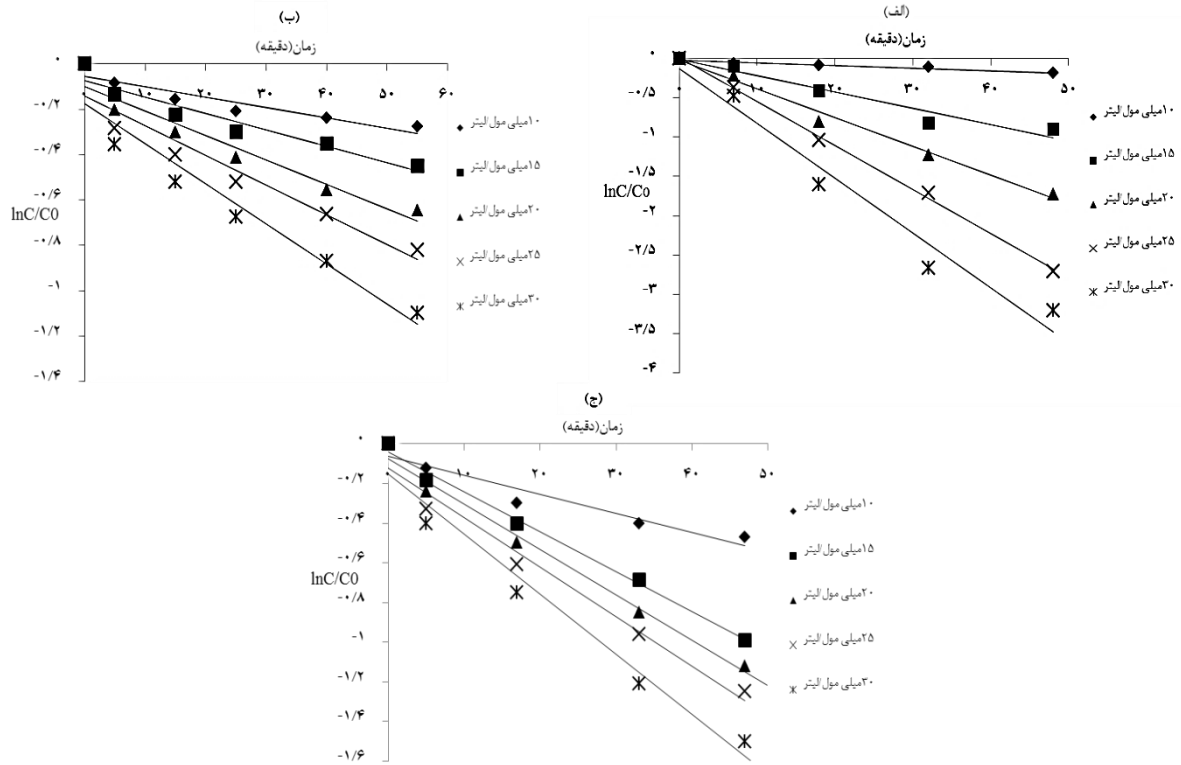 (الف)
زمان(دقیقه)
۰ ۱۰ ۲۰ ۳۰ ۴۰ ۵۰
۰
-۰/۵
-۱
-۱/۵
-۲
-۲/۵
-۳
-۳/۵
-۴
lnC/C0
۱۰میلی مول/لیتر
۱۵میلی مول/لیتر
۲۰میلی مول/لیتر
۲۵میلی مول/لیتر
۳۰میلی مول/لیتر
(ب)
زمان(دقیقه)
۰ ۱۰ ۲۰ ۳۰ ۴۰ ۵۰ ۶۰
۰
-۰/۲
-۰/۴
-۰/۶
-۰/۸
-۱
-۱/۲
-۱/۴
lnC/C0
۱۰میلی مول/لیتر
۱۵میلی مول/لیتر
۲۰میلی مول/لیتر
۲۵میلی مول/لیتر
۳۰میلی مول/لیتر
(ج)
زمان(دقیقه)
۰ ۱۰ ۲۰ ۳۰ ۴۰ ۵۰
۰
-۰/۲
-۰/۴
-۰/۶
-۰/۸
-۱
-۱/۲
-۱/۴
-۱/۶
lnC/C0
۱۰میلی مول/لیتر
۱۵میلی مول/لیتر
۲۰میلی مول/لیتر
۲۵میلی مول/لیتر
۳۰میلی مول/لیتر